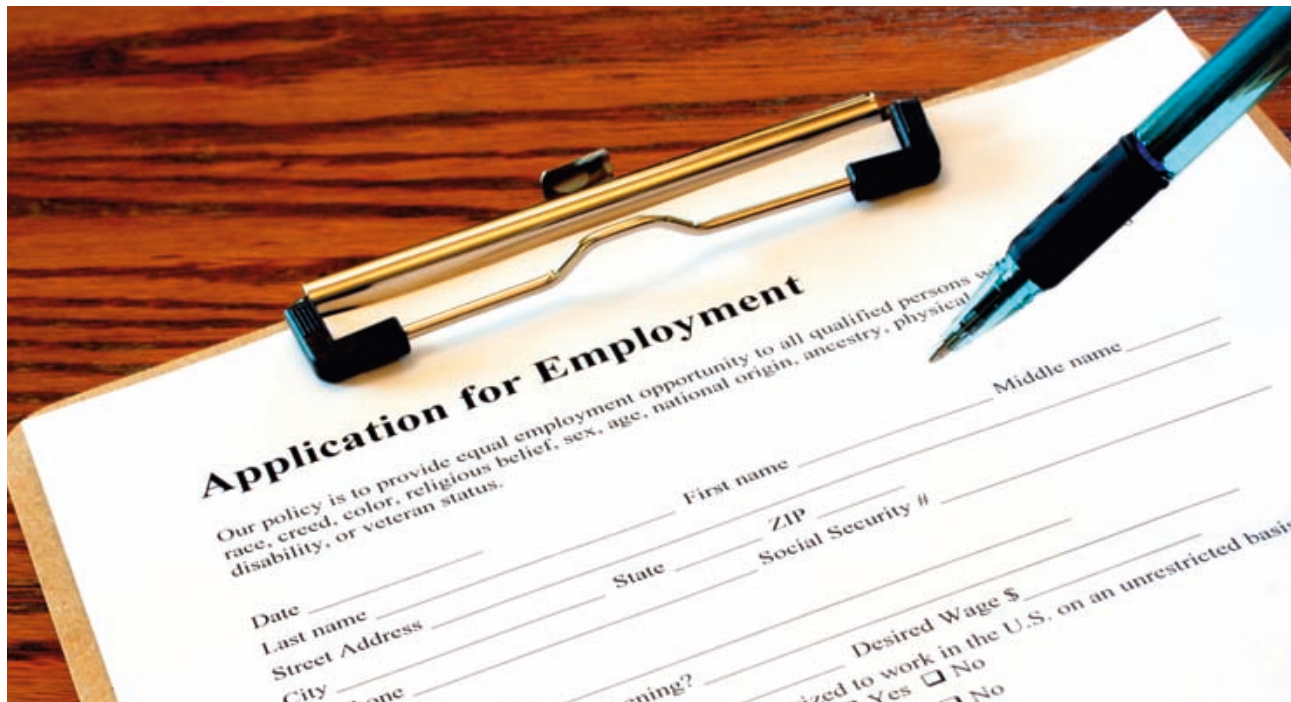 Application for Employment
Our policy is to provide equal employment opportunity to all qualified persons
race, creed, color, religious belief, sex, age, national origin, ancestry, physical
disability, or veteran status.
Date
Last name First name Middle name
Street Address
City State ZIP
Social Security #
Desired Wage $
to work in the U.S. on an unrestricted basis
Yes No
No